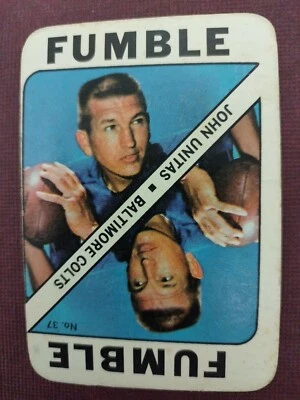 FUMBLE
JOHN UNITAS ▪ BALTIMORE COLTS
No. 37
FUMBLE